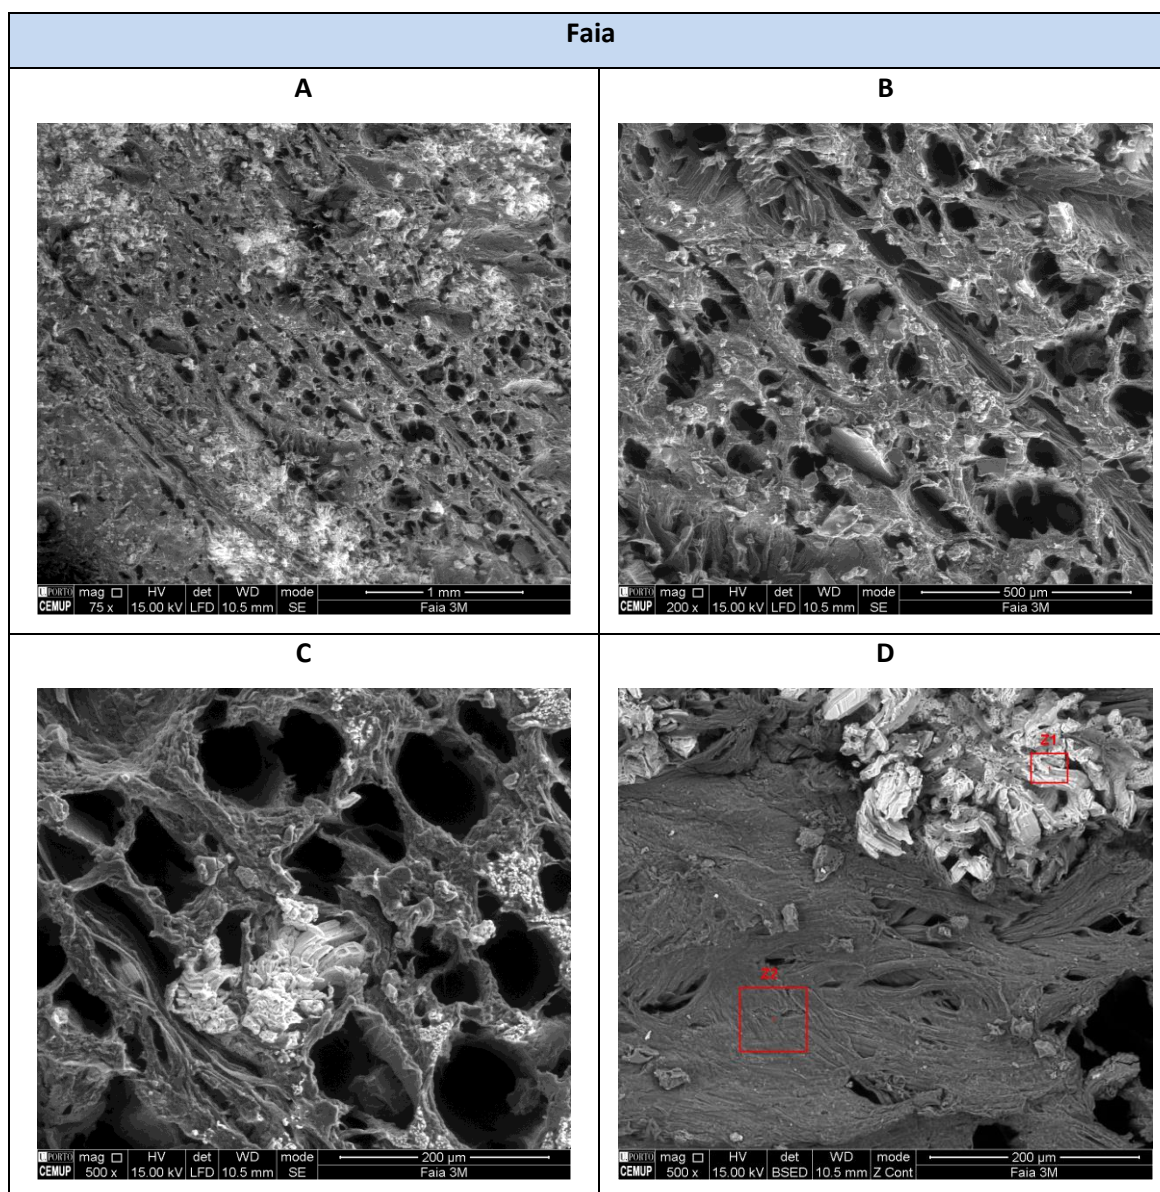 Faia
A
B
U.PORTO mag HV det WD mode 1 mm
CEMUP 75 x 15.00 kV LFD 10.5 mm SE Faia 3M
U.PORTO mag HV det WD mode 500 µm
CEMUP 200 x 15.00 kV LFD 10.5 mm SE Faia 3M
C
D
Z1
Z2
U.PORTO mag HV det WD mode 200 µm
CEMUP 500 x 15.00 kV LFD 10.5 mm SE Faia 3M
U.PORTO mag HV det WD mode 200 µm
CEMUP 500 x 15.00 kV BSED 10.5 mm Z Cont Faia 3M